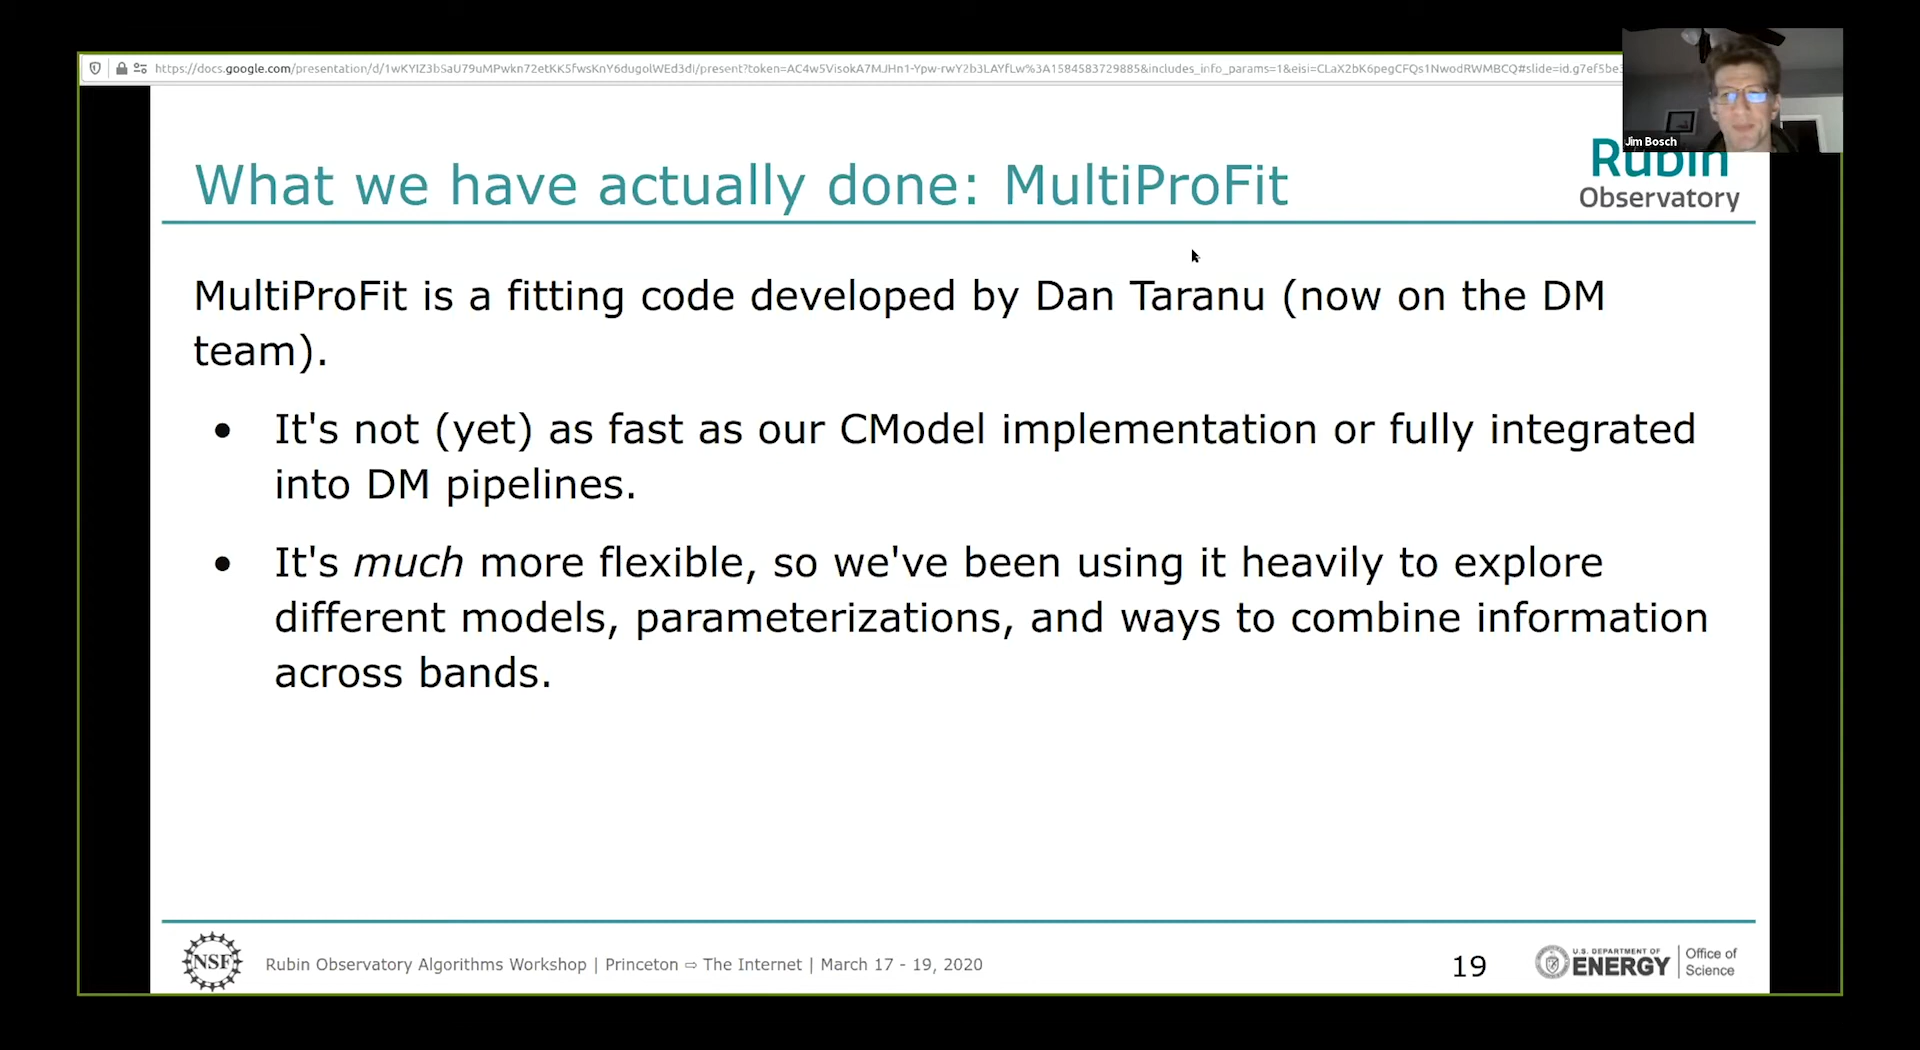 Jim Bosch
Rubin
Observatory
What we have actually done: MultiProFit
MultiProFit is a fitting code developed by Dan Taranu (now on the DM
team).
• It's not (yet) as fast as our CModel implementation or fully integrated
into DM pipelines.
• It's much more flexible, so we've been using it heavily to explore
different models, parameterizations, and ways to combine information
across bands.
NSF
Rubin Observatory Algorithms Workshop | Princeton ⇨ The Internet | March 17 - 19, 2020
19
U.S. DEPARTMENT OF
ENERGY
Office of
Science